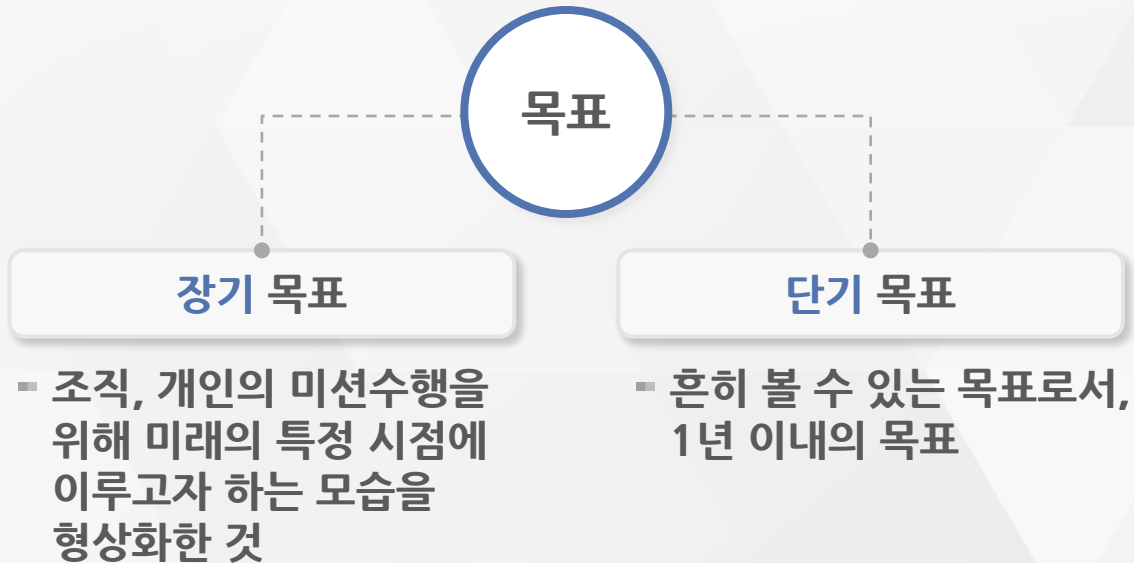 목표
장기 목표
조직, 개인의 미션수행을
위해 미래의 특정 시점에
이루고자 하는 모습을
형상화한 것
단기 목표
흔히 볼 수 있는 목표로서,
1년 이내의 목표